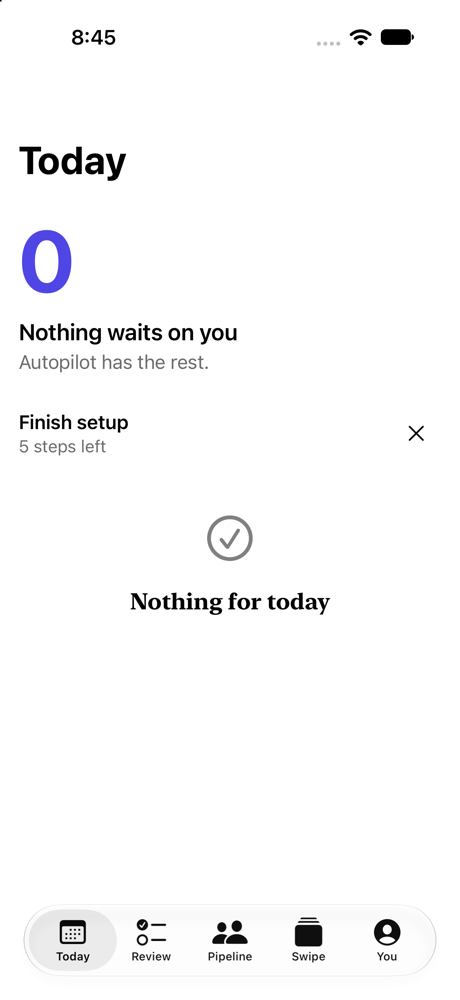 8:45
Today
0
Nothing waits on you
Autopilot has the rest.
Finish setup
5 steps left
Nothing for today
Today
Review
Pipeline
Swipe
You